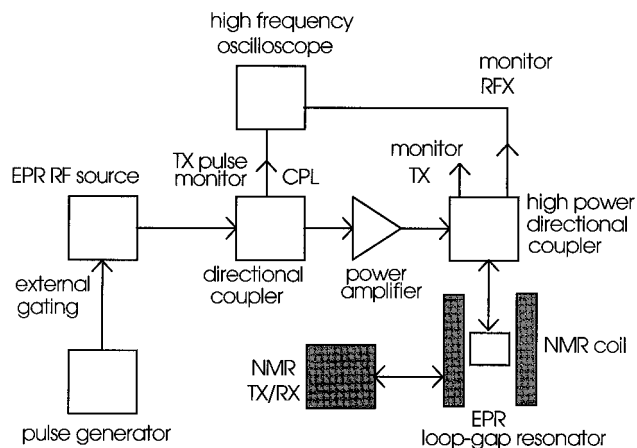 high frequency
oscilloscope
monitor
RFX
TX pulse
monitor
CPL
monitor
TX
EPR RF source
high power
directional
coupler
directional
coupler
power
amplifier
external
gating
NMR
TX/RX
NMR coil
pulse generator
EPR
loop-gap resonator